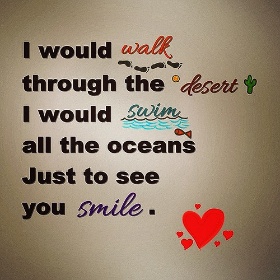 I would walk
through the desert
I would swim
all the oceans
Just to see
you smile.